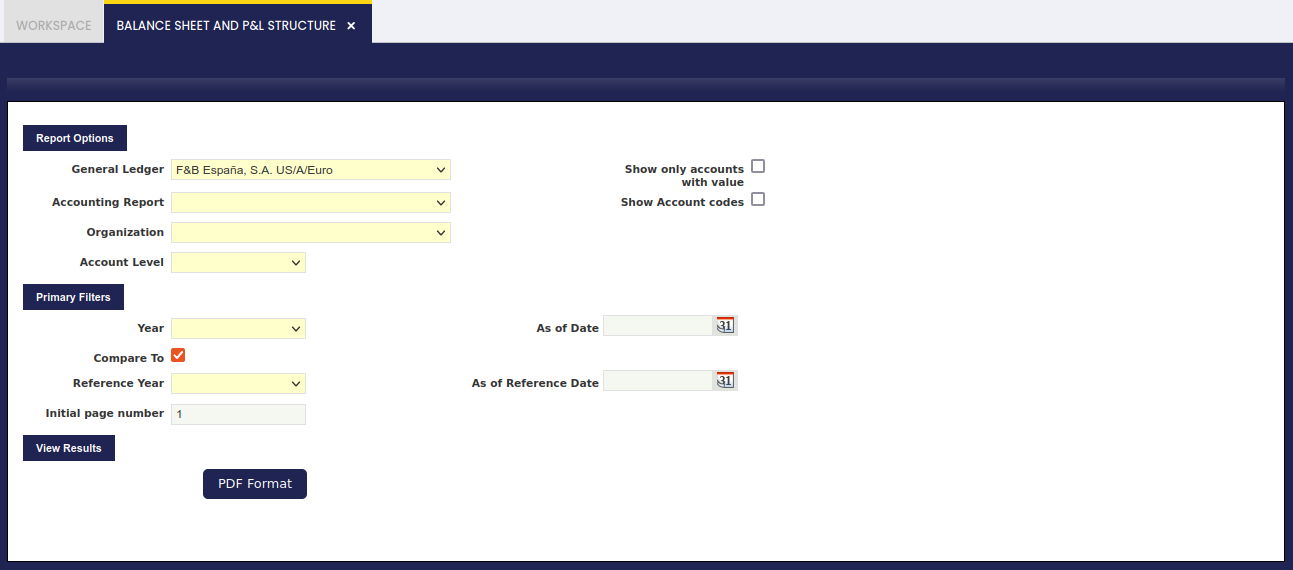 WORKSPACE
BALANCE SHEET AND P&L STRUCTURE ×
Report Options
General Ledger F&B España, S.A. US/A/Euro
Show only accounts
with value
Accounting Report
Show Account codes
Organization
Account Level
Primary Filters
Year
As of Date 31
Compare To
Reference Year
As of Reference Date 31
Initial page number 1
View Results
PDF Format